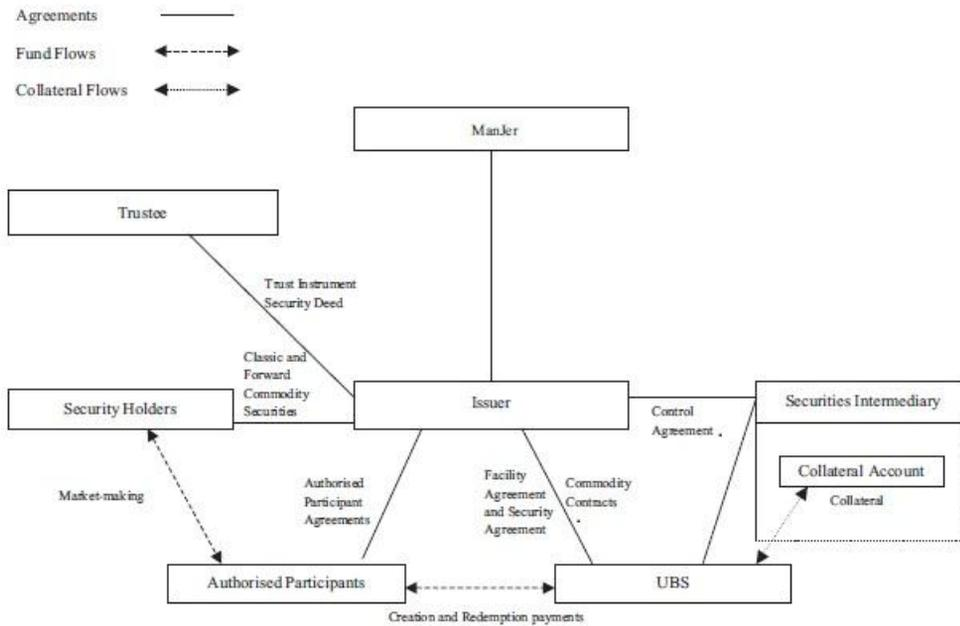 Agreements
Fund Flows
Collateral Flows
ManJer
Trustee
Trust Instrument
Security Deed
Classic and
Forward
Commodity
Securities
Security Holders
Issuer
Control
Agreement
Securities Intermediary
Collateral Account
Collateral
Market-making
Authorised
Participant
Agreements
Facility
Agreement
and Security
Agreement
Commodity
Contracts
Authorised Participants
UBS
Creation and Redemption payments